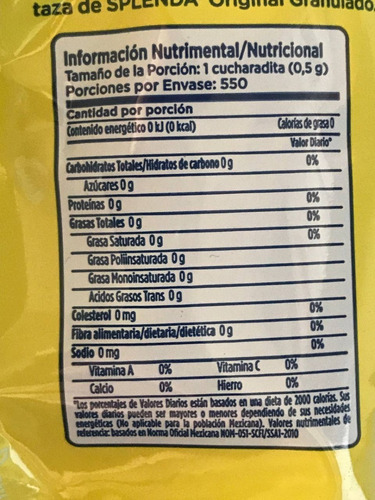 taza de SPLENDA Original Granulado.
Información Nutrimental/Nutricional
Tamaño de la Porción: 1 cucharadita (0,5 g)
Porciones por Envase: 550
Cantidad por porción
Contenido energético 0 kJ (0 kcal) Calorías de grasa 0
Valor Diario*
Carbohidratos Totales/Hidratos de carbono 0 g 0%
Azúcares 0 g
Proteínas 0 g 0%
Grasas Totales 0 g 0%
Grasa Saturada 0 g 0%
Grasa Poliinsaturada 0 g
Grasa Monoinsaturada 0 g
Acidos Grasos Trans 0 g
Colesterol 0 mg 0%
Fibra alimentaria/dietaria/dietética 0 g 0%
Sodio 0 mg 0%
Vitamina A 0% Vitamina C 0%
Calcio 0% Hierro 0%
*Los porcentajes de Valores Diarios están basados en una dieta de 2000 calorías. Sus
valores diarios pueden ser mayores o menores dependiendo de sus necesidades
energéticas (No aplicable para la población Mexicana). Valores nutrimentales de
referencia: basados en Norma Oficial Mexicana NOM-051-SCFI/SSA1-2010